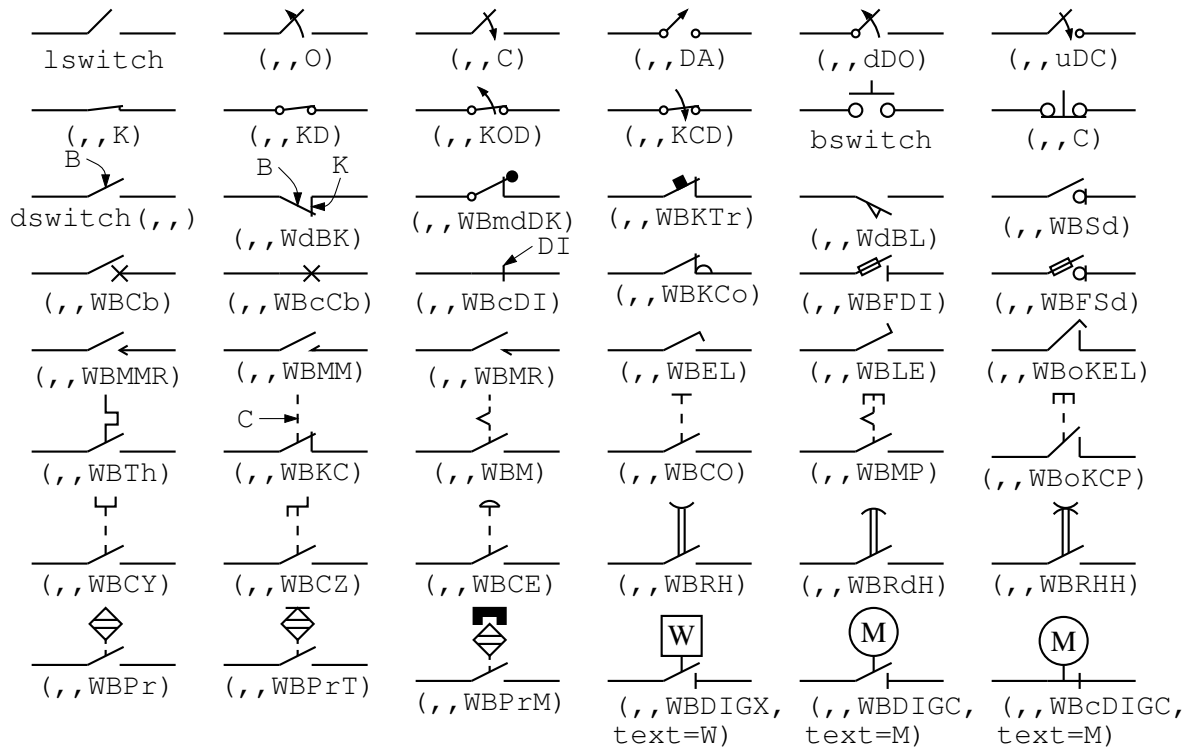 lswitch
(,,O)
(,,C)
(,,DA)
(,,dDO)
(,,uDC)
(,,K)
(,,KD)
(,,KOD)
(,,KCD)
bswitch
(,,C)
B
dswitch(,,)
B
K
(,,WdBK)
(,,WBmdDK)
(,,WBKTr)
(,,WdBL)
(,,WBSd)
(,,WBCb)
(,,WBcCb)
DI
(,,WBcDI)
(,,WBKCo)
(,,WBFDI)
(,,WBFSd)
(,,WBMMR)
(,,WBMM)
(,,WBMR)
(,,WBEL)
(,,WBLE)
(,,WBoKEL)
(,,WBTh)
C
(,,WBKC)
(,,WBM)
(,,WBCO)
(,,WBMP)
(,,WBoKCP)
(,,WBCY)
(,,WBCZ)
(,,WBCE)
(,,WBRH)
(,,WBRdH)
(,,WBRHH)
(,,WBPr)
(,,WBPrT)
(,,WBPrM)
W
(,,WBDIGX,
text=W)
M
(,,WBDIGC,
text=M)
M
(,,WBcDIGC,
text=M)